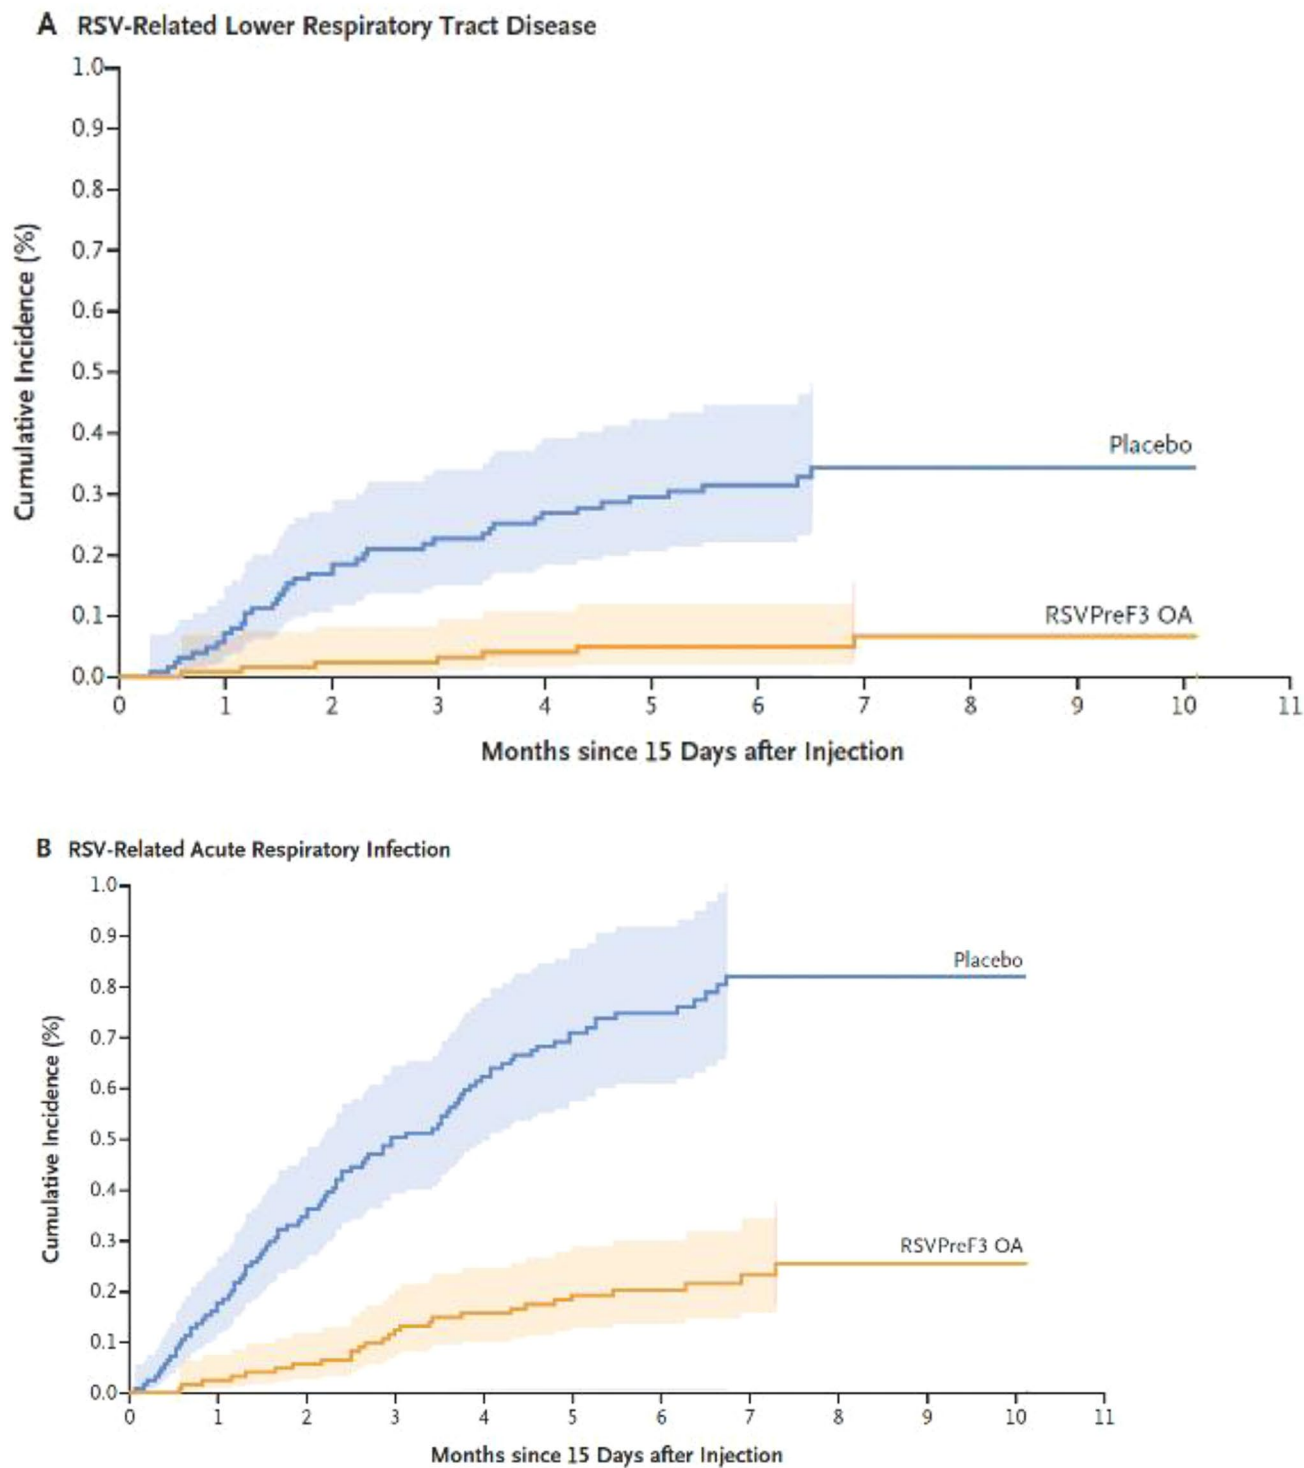 A RSV-Related Lower Respiratory Tract Disease
1.0
0.9
0.8
0.7
0.6
0.5
0.4
0.3
0.2
0.1
0.0
Cumulative Incidence (%)
Placebo
RSVPreF3 OA
0 1 2 3 4 5 6 7 8 9 10 11
Months since 15 Days after Injection
B RSV-Related Acute Respiratory Infection
1.0
0.9
0.8
0.7
0.6
0.5
0.4
0.3
0.2
0.1
0.0
Cumulative Incidence (%)
Placebo
RSVPreF3 OA
0 1 2 3 4 5 6 7 8 9 10 11
Months since 15 Days after Injection